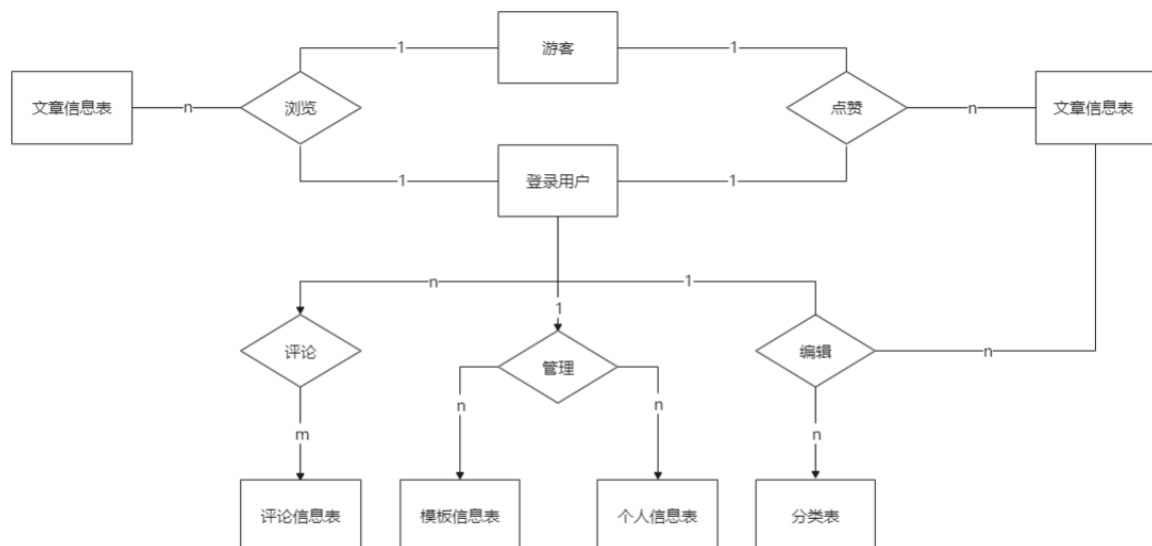 游客
1
1
文章信息表
n
浏览
点赞
n
文章信息表
1
登录用户
1
n
1
1
评论
管理
编辑
n
n
n
m
n
评论信息表
模板信息表
个人信息表
分类表